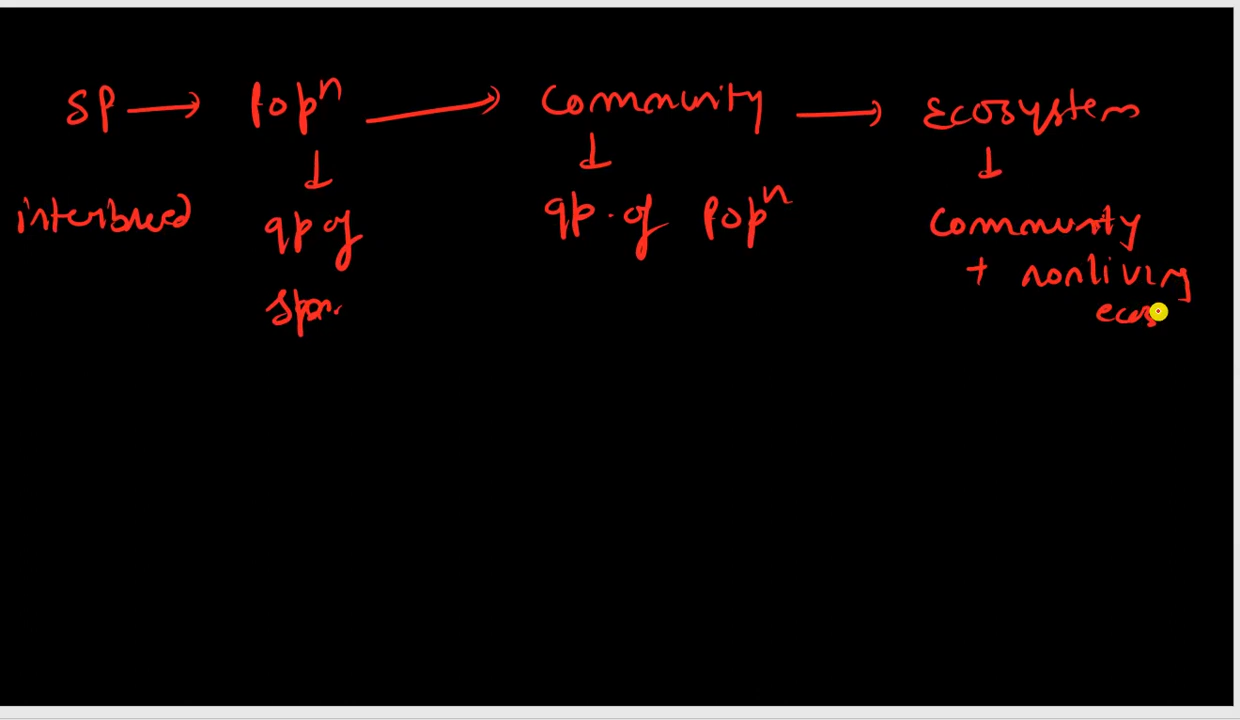 SP → Popⁿ → Community → Ecosystem
↓ ↓ ↓
interbreed gp of gp. of Popⁿ Community
+ nonliving